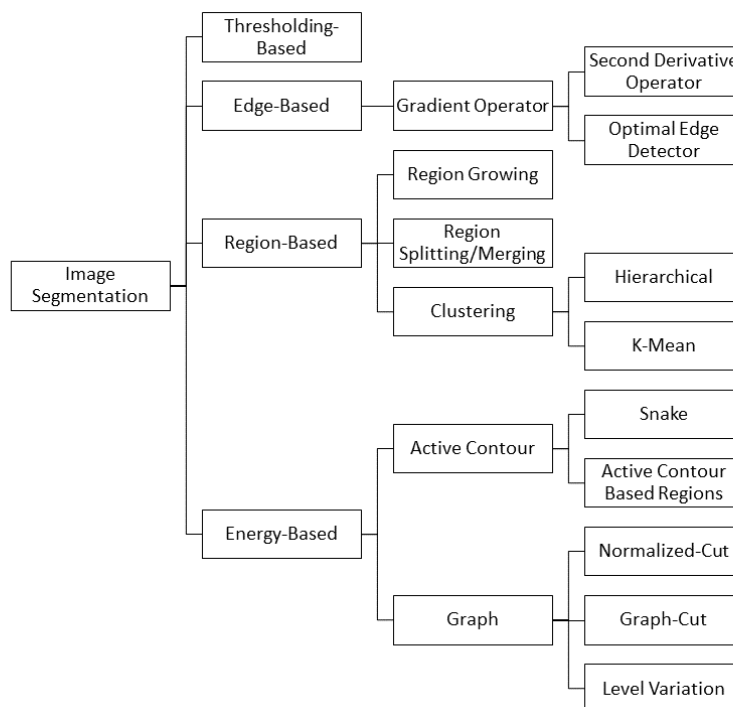 Thresholding-
Based
Edge-Based
Gradient Operator
Second Derivative
Operator
Optimal Edge
Detector
Image
Segmentation
Region-Based
Region Growing
Region
Splitting/Merging
Clustering
Hierarchical
K-Mean
Energy-Based
Active Contour
Snake
Active Contour
Based Regions
Graph
Normalized-Cut
Graph-Cut
Level Variation